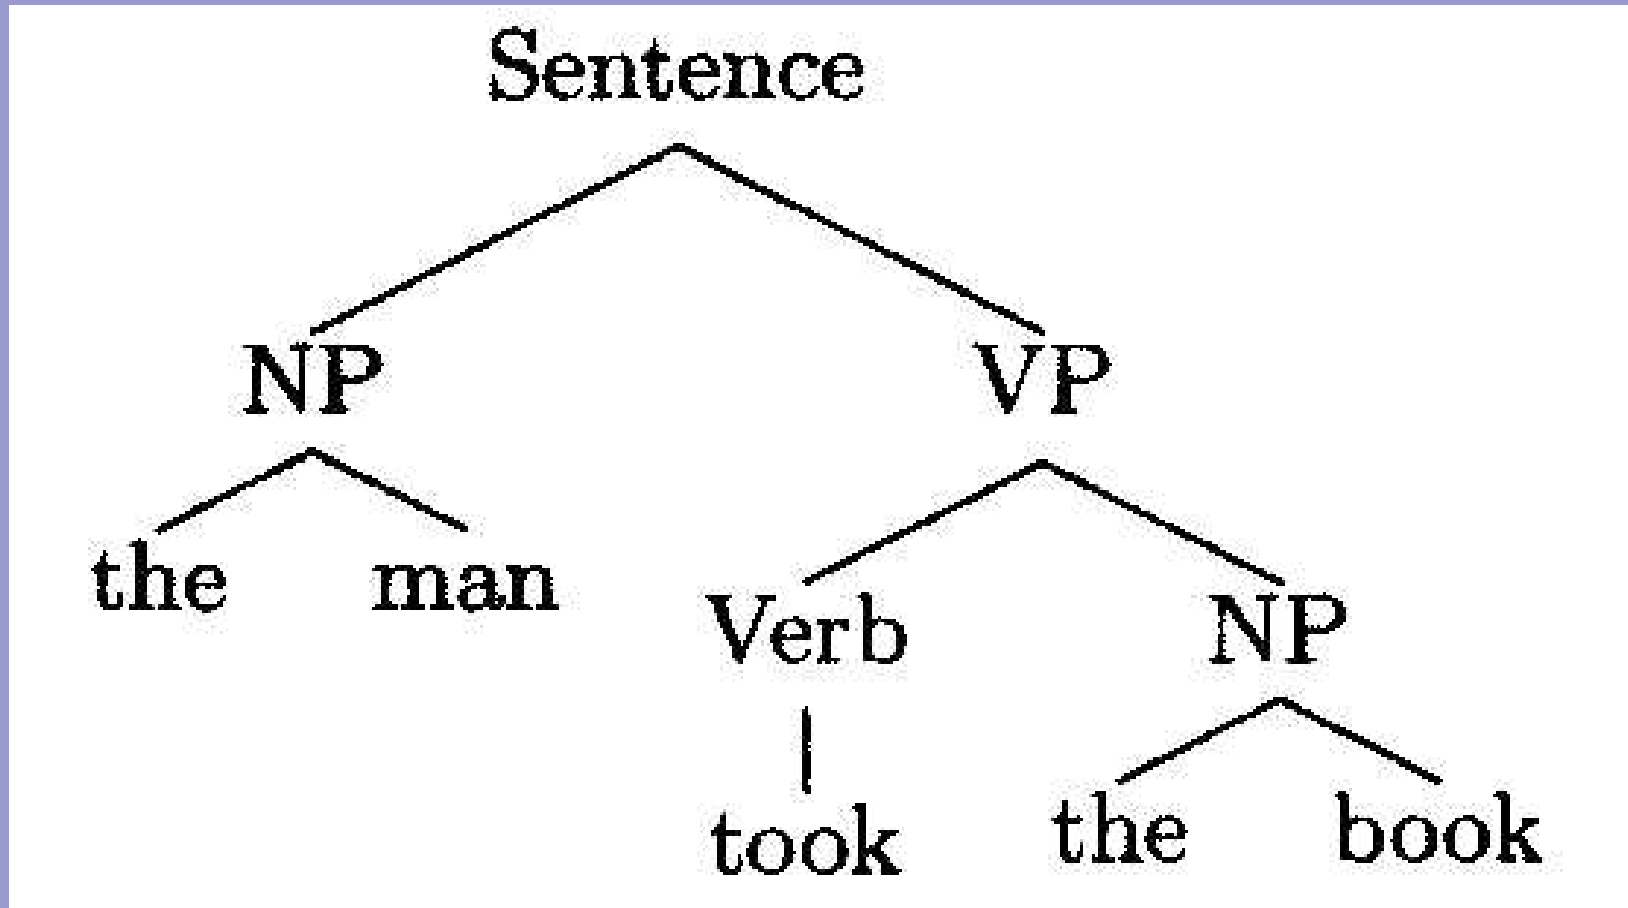 Sentence
NP VP
the man
Verb NP
took the book